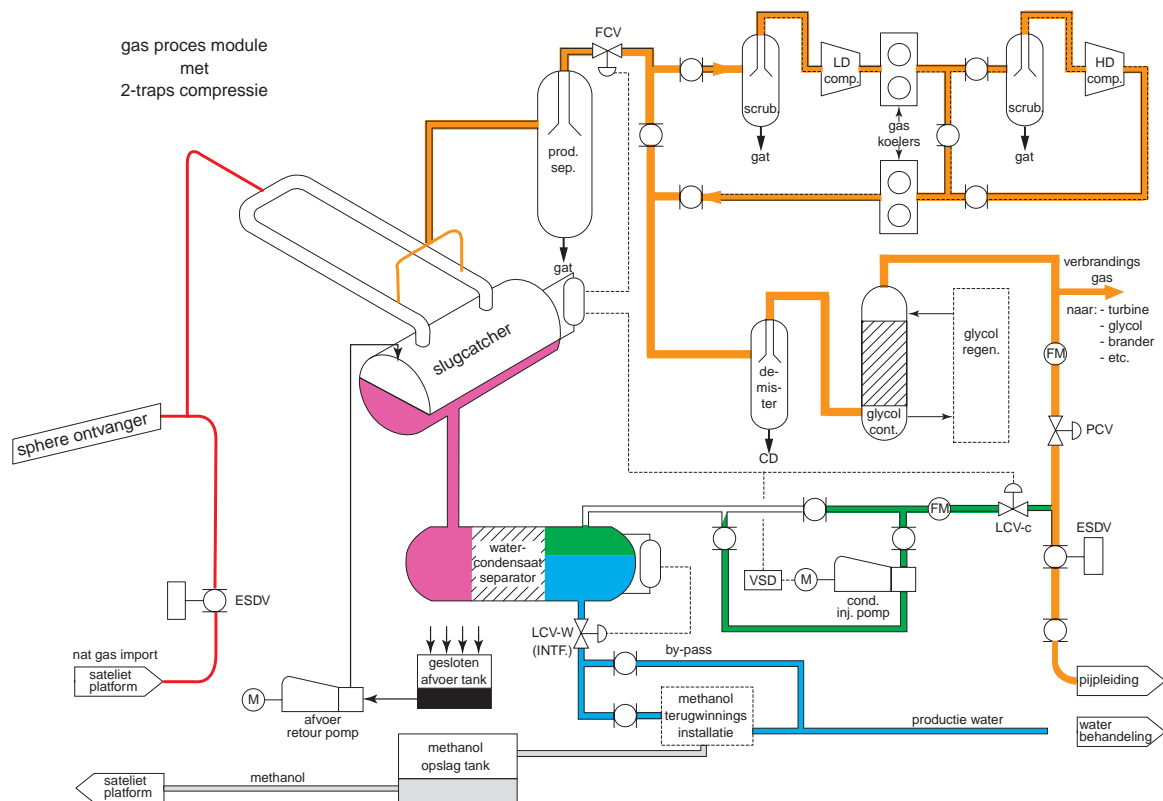 gas proces module
met
2-traps compressie
FCV
prod.
sep.
gat
scrub.
gat
LD
comp.
gas
koelers
scrub.
gat
HD
comp.
slugcatcher
sphere ontvanger
de-
mis-
ter
CD
glycol
cont.
glycol
regen.
verbrandings
gas
naar: - turbine
- glycol
- brander
- etc.
FM
PCV
FM
LCV-c
ESDV
water-
condensaat
separator
VSD
M
cond.
inj. pomp
ESDV
LCV-W
(INTF.)
nat gas import
sateliet
platform
M
afvoer
retour pomp
gesloten
afvoer tank
by-pass
methanol
terugwinnings
installatie
productie water
pijpleiding
water
behandeling
methanol
opslag tank
methanol
sateliet
platform